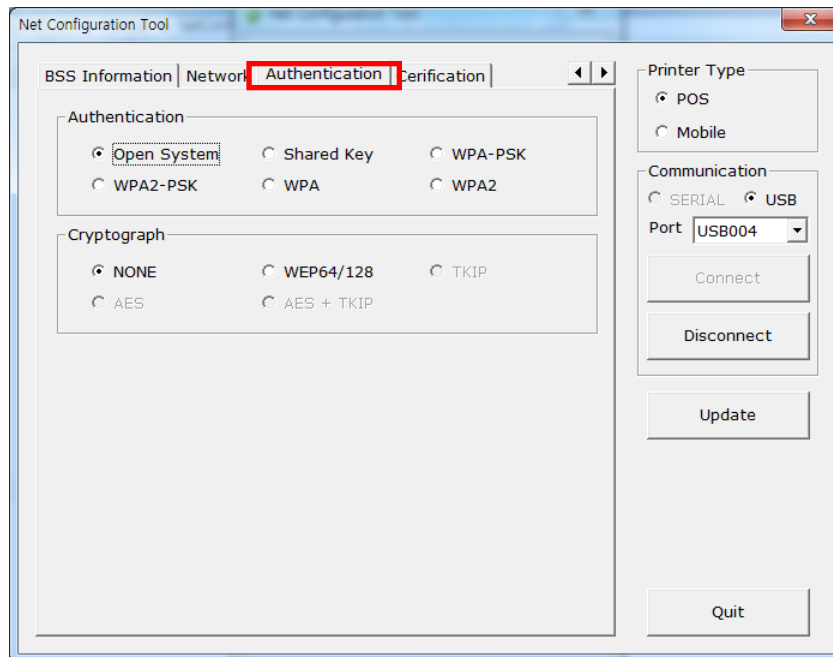 Net Configuration Tool
BSS Information Network Authentication Cerification
Authentication
Open System Shared Key WPA-PSK
WPA2-PSK WPA WPA2
Cryptograph
NONE WEP64/128 TKIP
AES AES + TKIP
Printer Type
POS
Mobile
Communication
SERIAL USB
Port USB004
Connect
Disconnect
Update
Quit